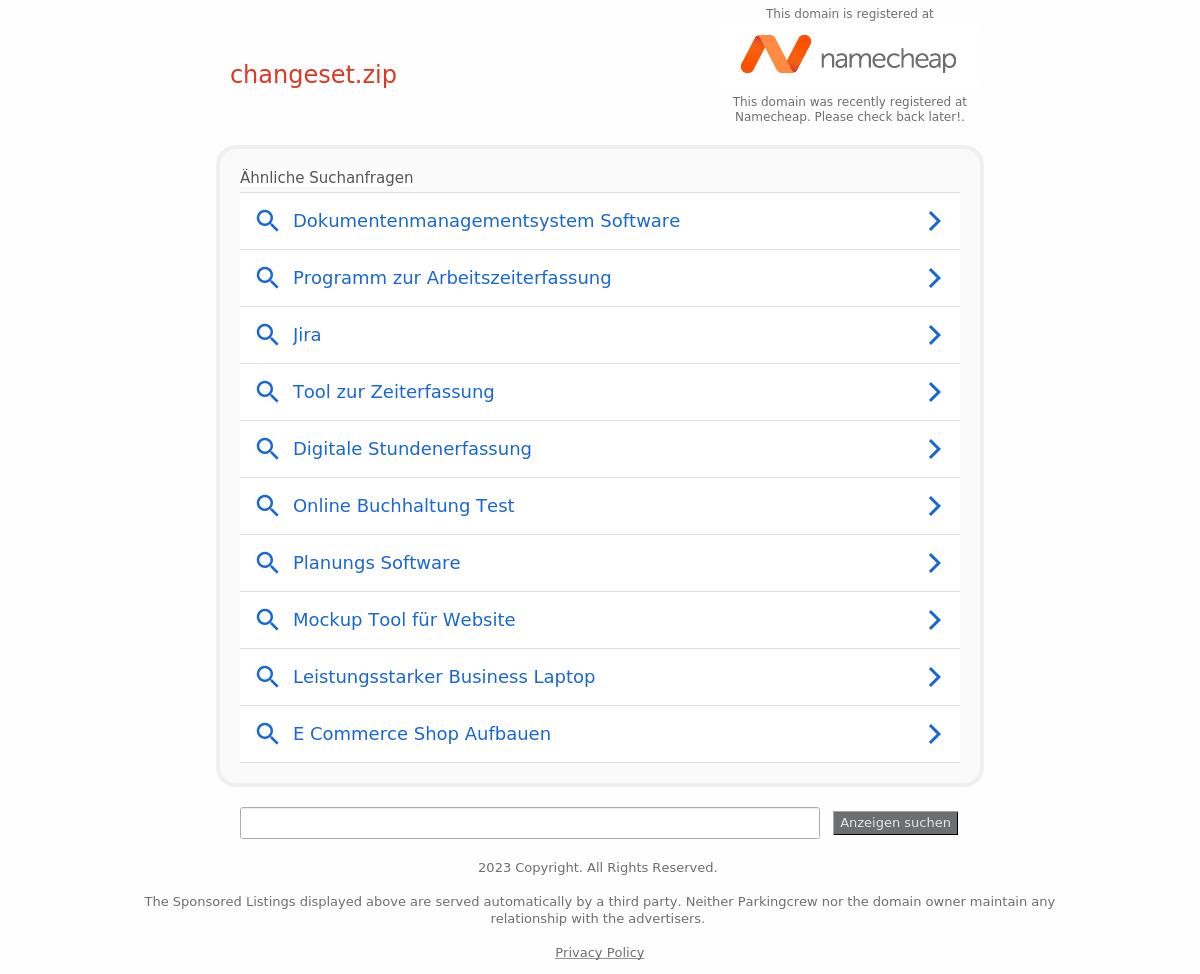 This domain is registered at
namecheap
changeset.zip
This domain was recently registered at
Namecheap. Please check back later!.
Ähnliche Suchanfragen
Dokumentenmanagementsystem Software
Programm zur Arbeitszeiterfassung
Jira
Tool zur Zeiterfassung
Digitale Stundenerfassung
Online Buchhaltung Test
Planungs Software
Mockup Tool für Website
Leistungsstarker Business Laptop
E Commerce Shop Aufbauen
Anzeigen suchen
2023 Copyright. All Rights Reserved.
The Sponsored Listings displayed above are served automatically by a third party. Neither Parkingcrew nor the domain owner maintain any
relationship with the advertisers.
Privacy Policy